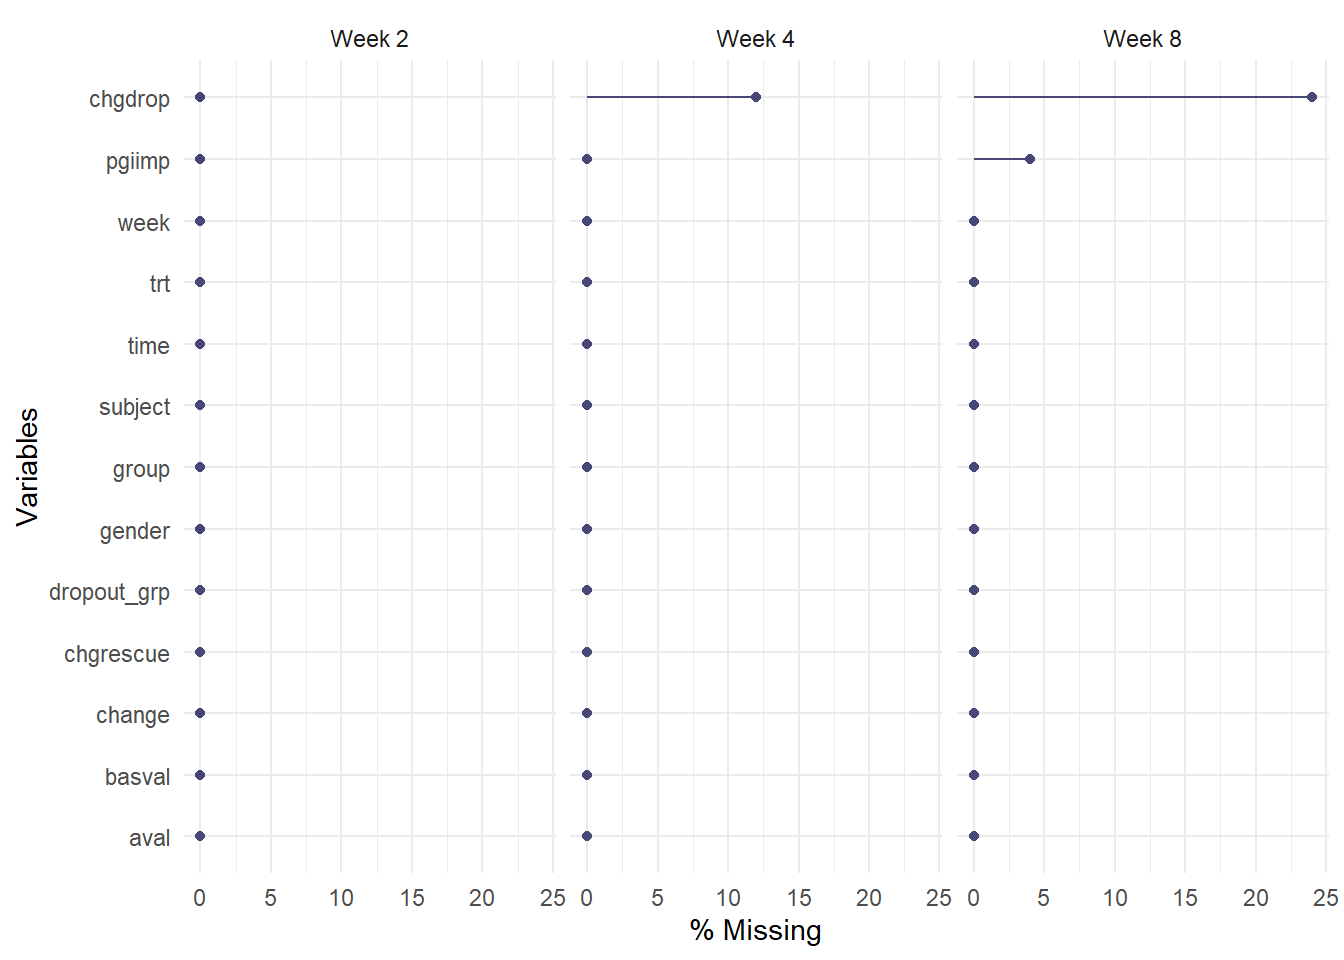 Week 2 Week 4 Week 8
chgdrop
pgiimp
week
trt
time
subject
group
gender
dropout_grp
chgrescue
change
basval
aval
Variables
0 5 10 15 20 25 0 5 10 15 20 25 0 5 10 15 20 25
% Missing